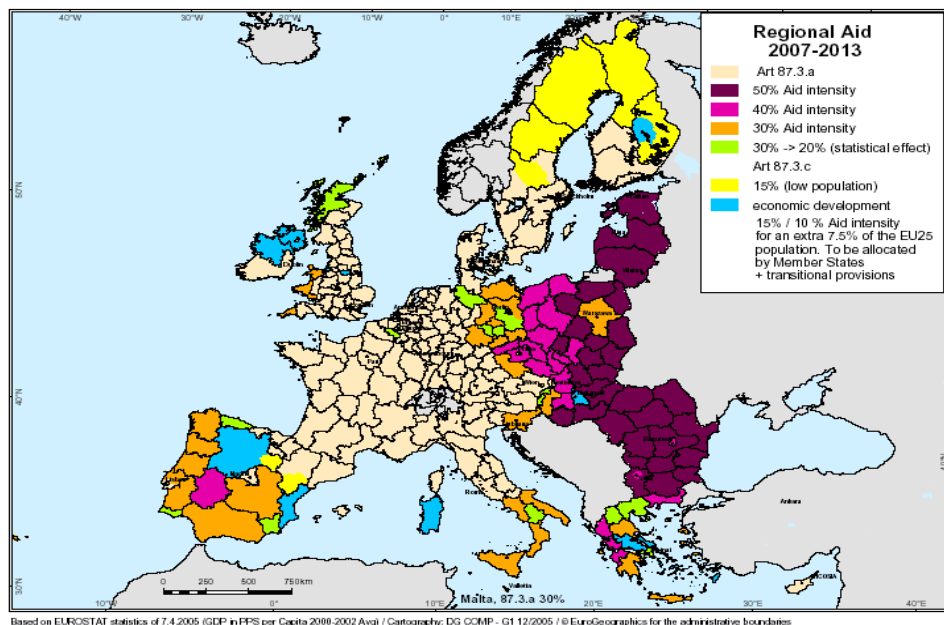 40°W 30°W 20°W 10°W 0° 10°E 20°E 30°E 40°E
Regional Aid
2007-2013
Art 87.3.a
50% Aid intensity
40% Aid intensity
30% Aid intensity
30% -> 20% (statistical effect)
Art 87.3.c
15% (low population)
economic development
15% / 10 % Aid intensity
for an extra 7.5% of the EU25
population. To be allocated
by Member States
+ transitional provisions
Dublin
Warszawa
40°N
Roma
Ankara
30°N
Valletta
0 250 500 750km
Malta, 87.3.a 30%
10°W 0° 10°E 20°E 30°E
Based on EUROSTAT statistics of 7.4.2005 (GDP in PPS per Capita 2000-2002 Avg) / Cartography: DG COMP - G1 12/2005 / © EuroGeographics for the administrative boundaries